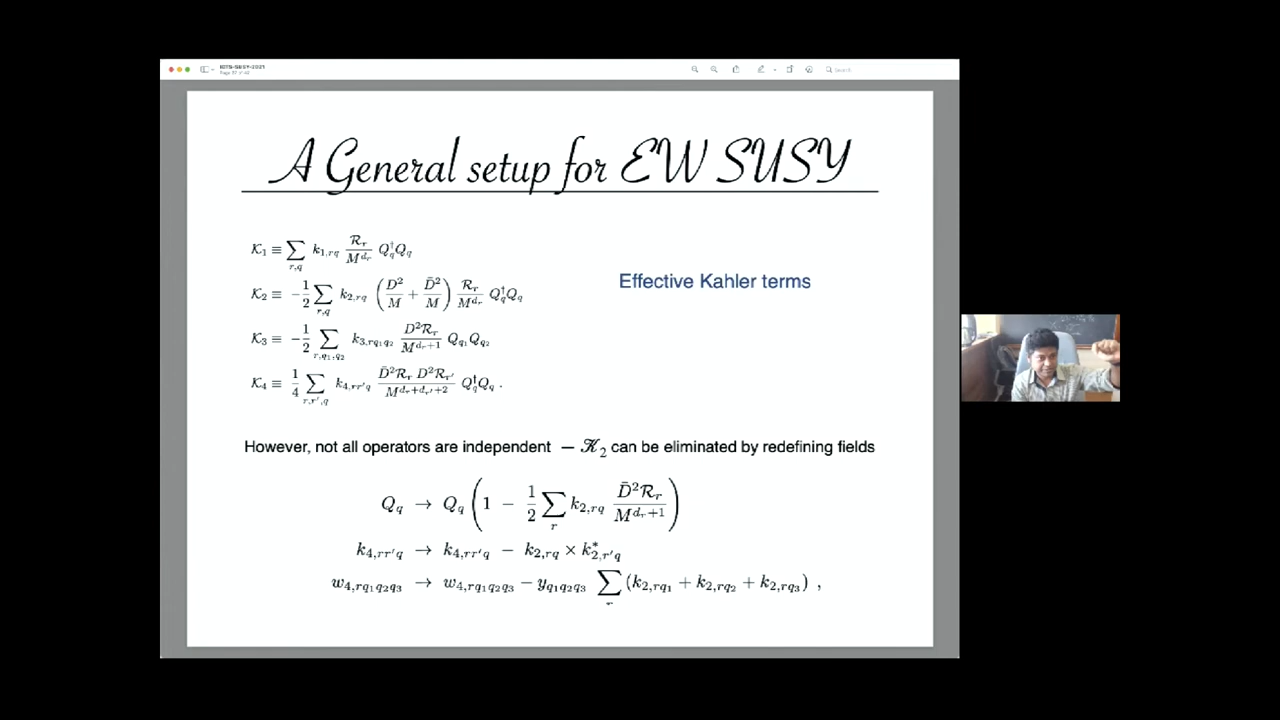 ICTS-SUSY-2021
Search
A General setup for EW SUSY
𝒦₁ ≡ ∑_{r,q} k_{1,rq} ℛ_r / M^{d_r} Q_q^† Q_q
Effective Kahler terms
𝒦₂ ≡ −1/2 ∑_{r,q} k_{2,rq} (D²/M + D̄²/M) ℛ_r / M^{d_r} Q_q^† Q_q
𝒦₃ ≡ −1/2 ∑_{r,q₁,q₂} k_{3,rq₁q₂} D²ℛ_r / M^{d_r+1} Q_{q₁} Q_{q₂}
𝒦₄ ≡ 1/4 ∑_{r,r',q} k_{4,rr'q} D̄²ℛ_r D²ℛ_{r'} / M^{d_r+d_{r'}+2} Q_q^† Q_q .
However, not all operators are independent – 𝒦₂ can be eliminated by redefining fields
Q_q → Q_q (1 − 1/2 ∑_r k_{2,rq} D̄²ℛ_r / M^{d_r+1})
k_{4,rr'q} → k_{4,rr'q} − k_{2,rq} × k*_{2,r'q}
w_{4,rq₁q₂q₃} → w_{4,rq₁q₂q₃} − y_{q₁q₂q₃} ∑_r (k_{2,rq₁} + k_{2,rq₂} + k_{2,rq₃}) ,